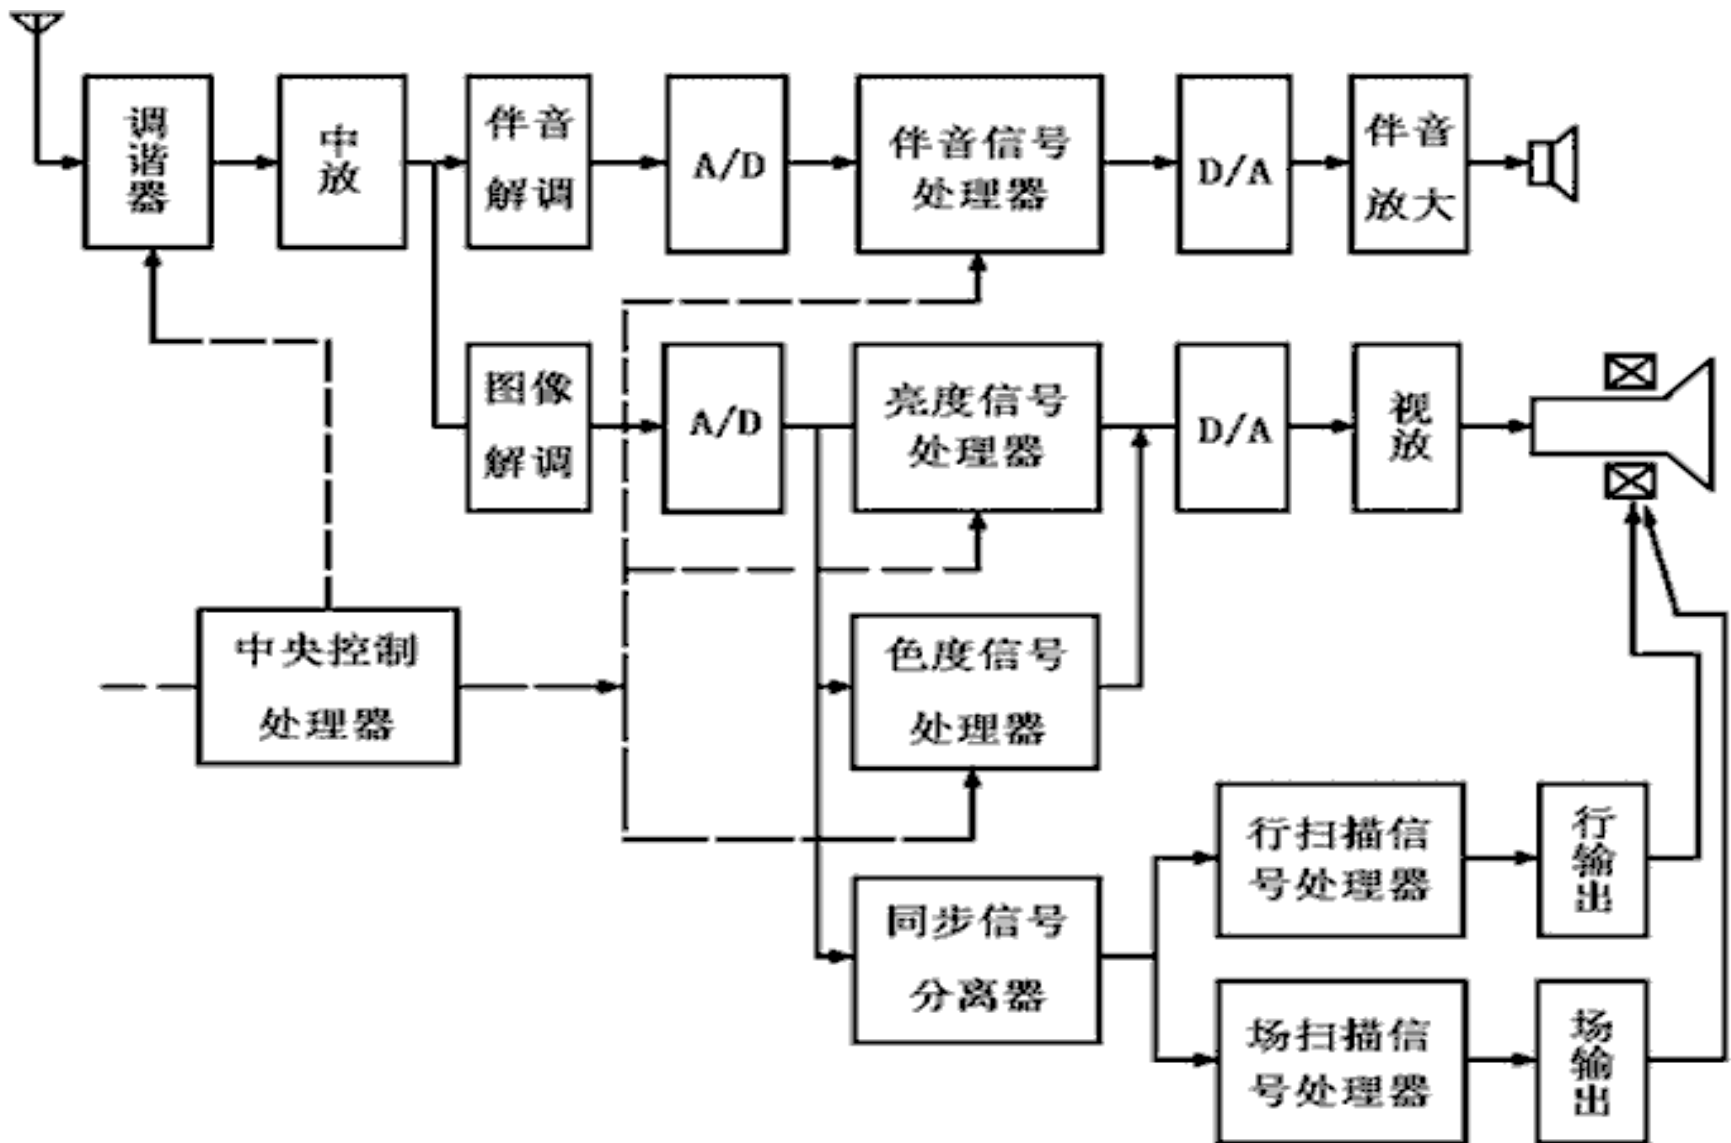 调
谐
器
中
放
伴音
解调
A/D
伴音信号
处理器
D/A
伴音
放大
图像
解调
A/D
亮度信号
处理器
D/A
视
放
中央控制
处理器
色度信号
处理器
同步信号
分离器
行扫描信
号处理器
行
输
出
场扫描信
号处理器
场
输
出